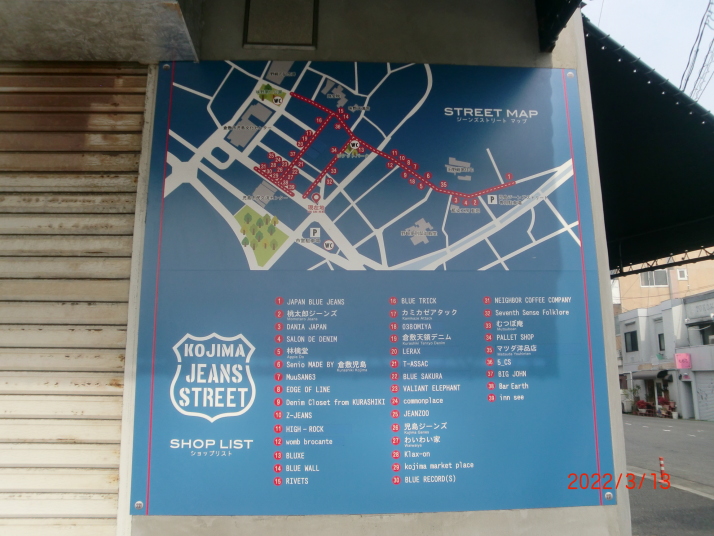 STREET MAP
ジーンズストリート マップ
WC
WC
P
P
WC
KOJIMA
JEANS
STREET
SHOP LIST
ショップリスト
1 JAPAN BLUE JEANS
2 桃太郎ジーンズ
3 DANIA JAPAN
4 SALON DE DENIM
5
6 Senio MADE BY 倉敷児島
7 MuuSAN63
8 EDGE OF LINE
9 Denim Closet from KURASHIKI
10 Z-JEANS
11 HIGH-ROCK
12 womb brocante
13 BLUXE
14 BLUE WALL
15 RIVETS
16 BLUE TRICK
17 カミカゼアタック
18 O3BOMIYA
19 倉敷天領デニム
20 LERAX
21 T-ASSAC
22 BLUE SAKURA
23 VALIANT ELEPHANT
24 commonplace
25 JEANZOO
26 児島ジーンズ
27 わいわい家
28 Klax-on
29 kojima market place
30 BLUE RECORD(S)
31 NEIGHBOR COFFEE COMPANY
32 Seventh Sense Folklore
33 むつば庵
34 PALLET SHOP
35 マツダ洋品店
36 5_CS
37 BIG JOHN
38 Bar Earth
39 inn see
2022/3/13